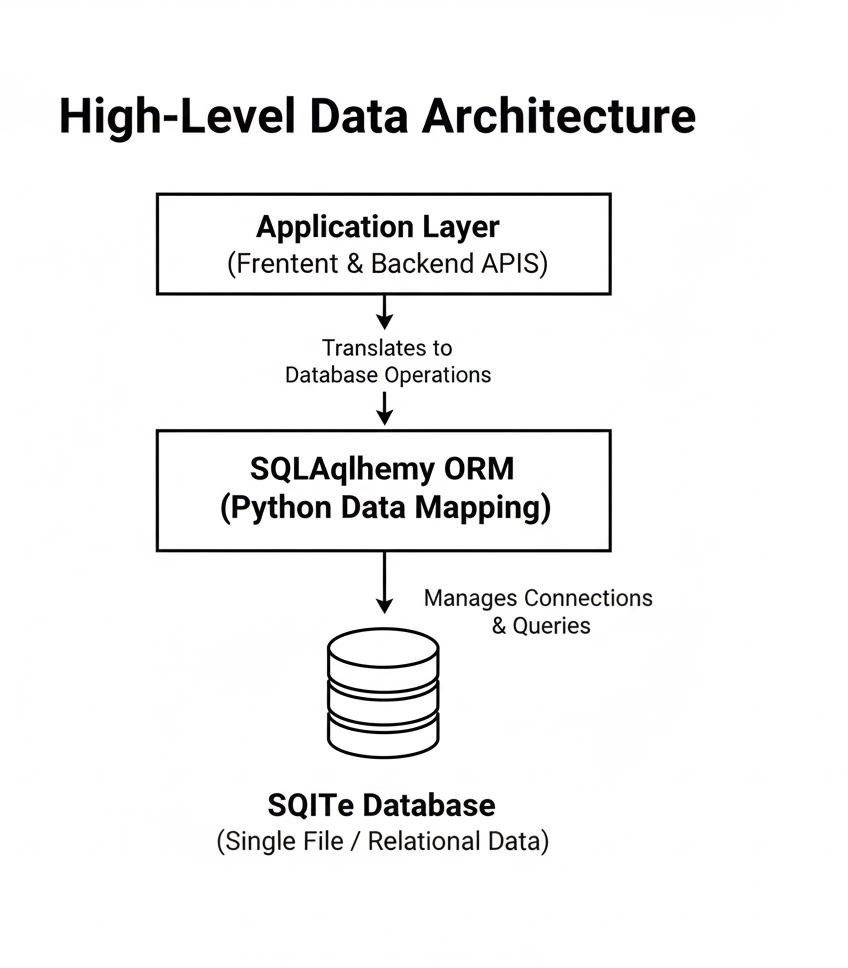 High-Level Data Architecture
Application Layer
(Frentent & Backend APIS)
Translates to
Database Operations
SQLAqlhemy ORM
(Python Data Mapping)
Manages Connections
& Queries
SQITe Database
(Single File / Relational Data)